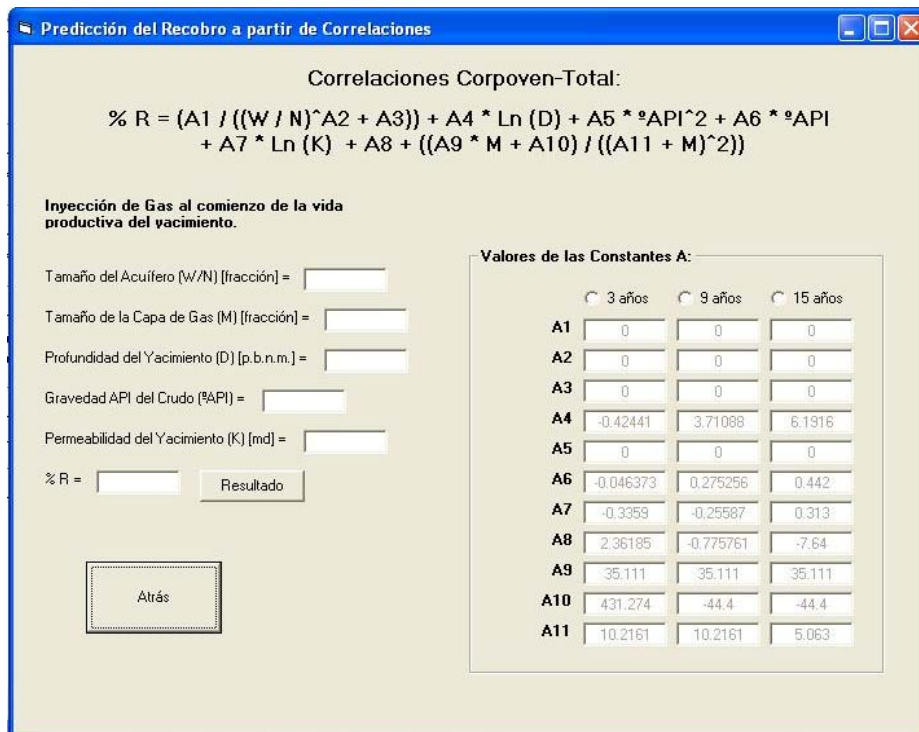 Predicción del Recobro a partir de Correlaciones
Correlaciones Corpoven-Total:
% R = (A1 / ((W / N)^A2 + A3)) + A4 * Ln (D) + A5 * ºAPI^2 + A6 * ºAPI
+ A7 * Ln (K) + A8 + ((A9 * M + A10) / ((A11 + M)^2))
Inyección de Gas al comienzo de la vida
productiva del yacimiento.
Tamaño del Acuífero (W/N) [fracción] =
Tamaño de la Capa de Gas (M) [fracción] =
Profundidad del Yacimiento (D) [p.b.n.m.] =
Gravedad API del Crudo (ºAPI) =
Permeabilidad del Yacimiento (K) [md] =
% R =
Resultado
Atrás
Valores de las Constantes A:
3 años 9 años 15 años
A1 0 0 0
A2 0 0 0
A3 0 0 0
A4 -0.42441 3.71088 6.1916
A5 0 0 0
A6 -0.046373 0.275256 0.442
A7 -0.3359 -0.25587 0.313
A8 2.36185 -0.775761 -7.64
A9 35.111 35.111 35.111
A10 431.274 -44.4 -44.4
A11 10.2161 10.2161 5.063